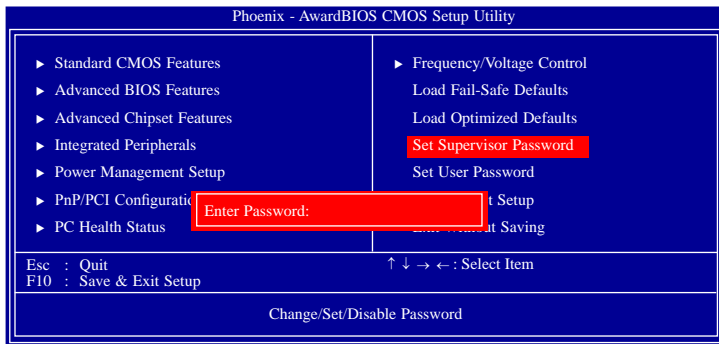 Phoenix - AwardBIOS CMOS Setup Utility
► Standard CMOS Features
► Advanced BIOS Features
► Advanced Chipset Features
► Integrated Peripherals
► Power Management Setup
► PnP/PCI Configuratio
► PC Health Status
► Frequency/Voltage Control
Load Fail-Safe Defaults
Load Optimized Defaults
Set Supervisor Password
Set User Password
t Setup
ut Saving
Enter Password:
Esc : Quit
F10 : Save & Exit Setup
↑ ↓ → ← : Select Item
Change/Set/Disable Password